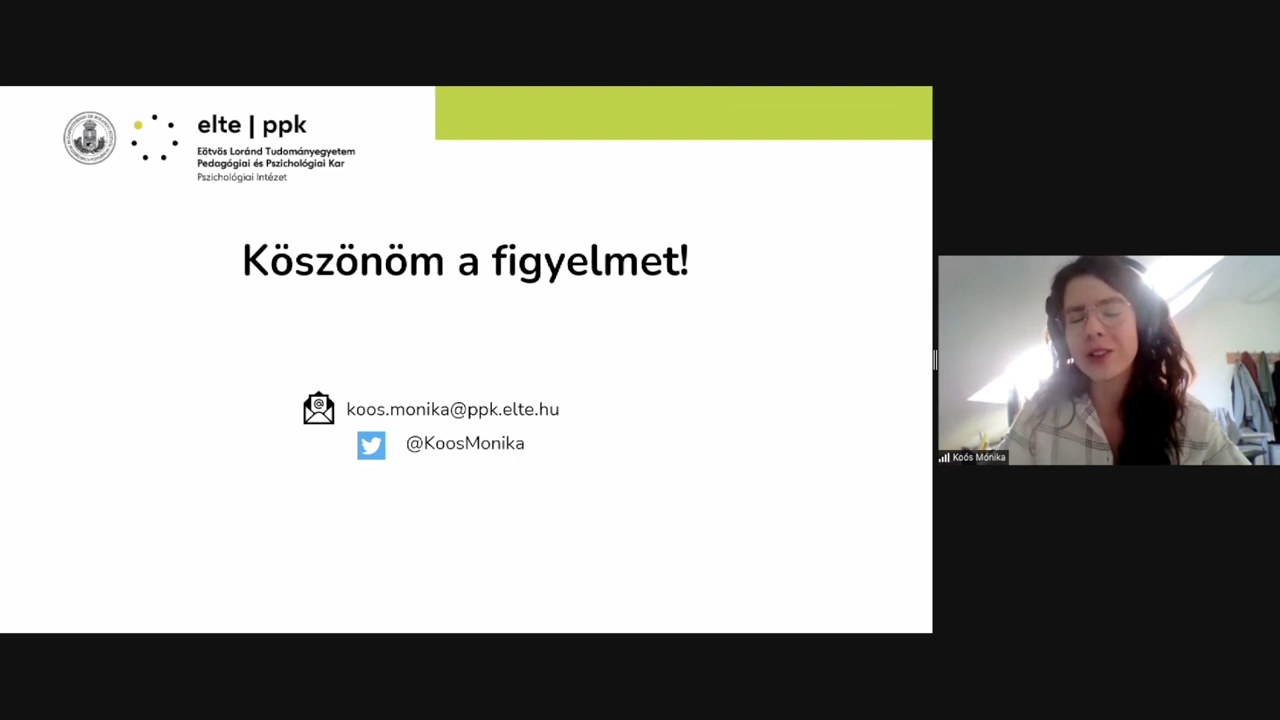 elte | ppk
Eötvös Loránd Tudományegyetem
Pedagógiai és Pszichológiai Kar
Pszichológiai Intézet
Köszönöm a figyelmet!
koos.monika@ppk.elte.hu
@KoosMonika
Koós Mónika